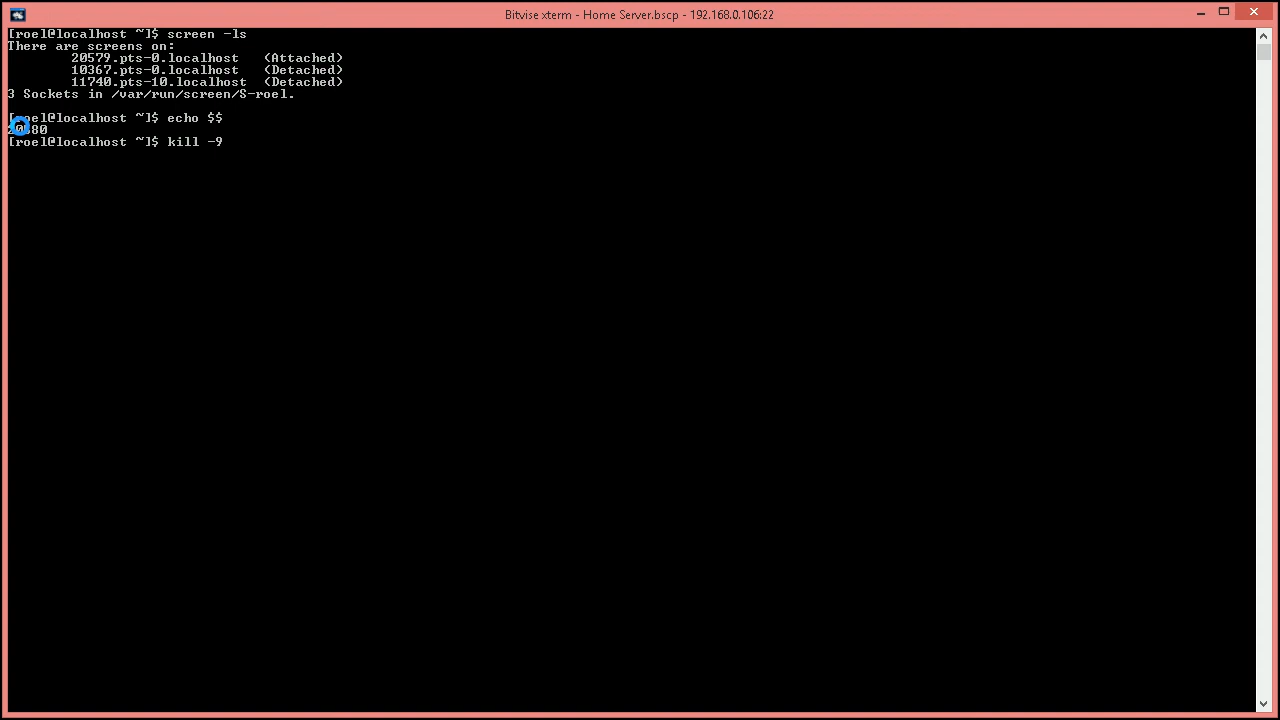 Bitvise xterm - Home Server.bscp - 192.168.0.106:22
[roel@localhost ~]$ screen -ls
There are screens on:
20579.pts-0.localhost (Attached)
10367.pts-0.localhost (Detached)
11740.pts-10.localhost (Detached)
3 Sockets in /var/run/screen/S-roel.
[roel@localhost ~]$ echo $$
[roel@localhost ~]$ kill -9